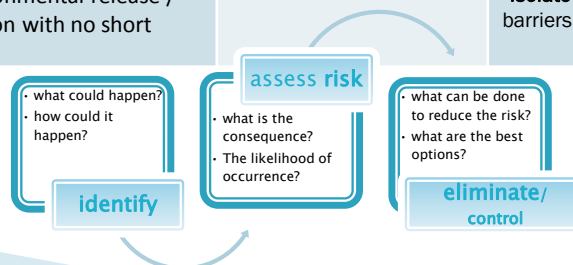 onmental release /
on with no short
isolate
barriers
• what could happen?
• how could it
happen?
identify
assess risk
• what is the
consequence?
• The likelihood of
occurrence?
• what can be done
to reduce the risk?
• what are the best
options?
eliminate/
control